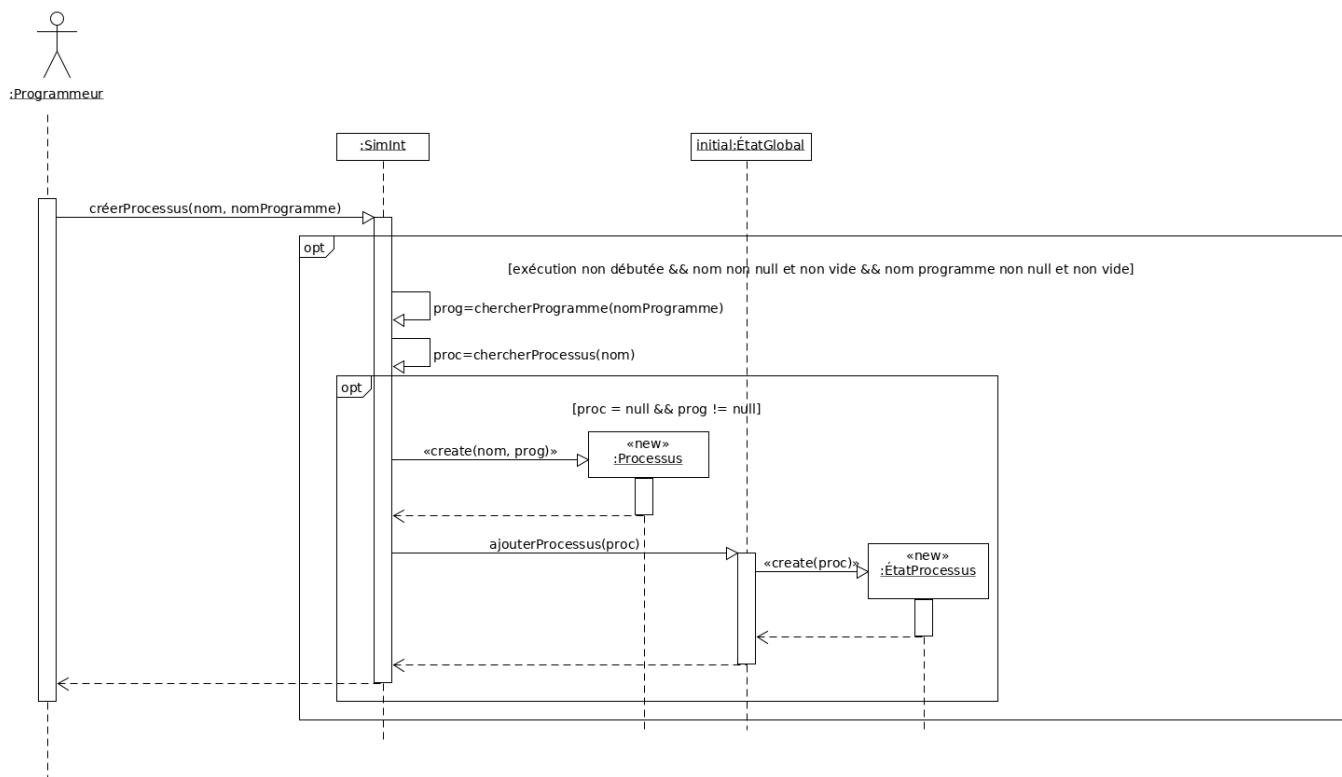 :Programmeur
:SimInt
initial:ÉtatGlobal
créerProcessus(nom, nomProgramme)
opt
[exécution non débutée && nom non null et non vide && nom programme non null et non vide]
prog=chercherProgramme(nomProgramme)
proc=chercherProcessus(nom)
opt
[proc = null && prog != null]
«create(nom, prog)»
«new»
:Processus
ajouterProcessus(proc)
«create(proc)»
«new»
:ÉtatProcessus